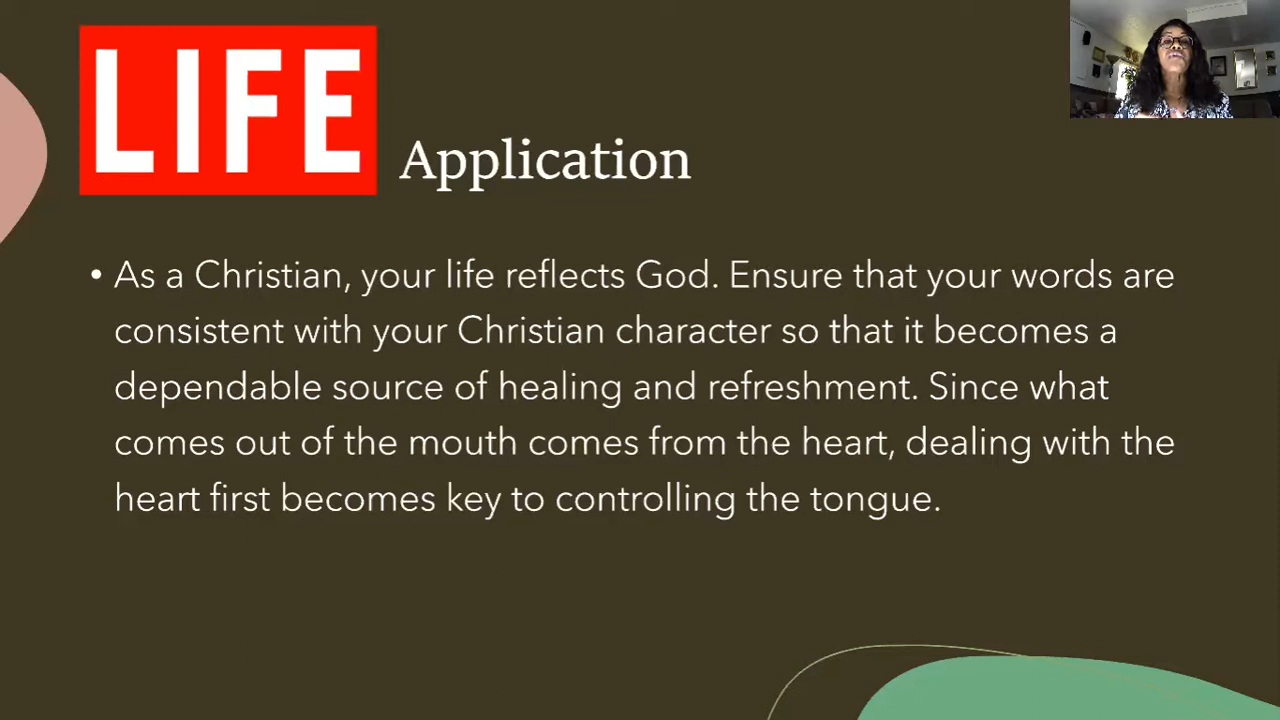 LIFE
Application
• As a Christian, your life reflects God. Ensure that your words are
consistent with your Christian character so that it becomes a
dependable source of healing and refreshment. Since what
comes out of the mouth comes from the heart, dealing with the
heart first becomes key to controlling the tongue.